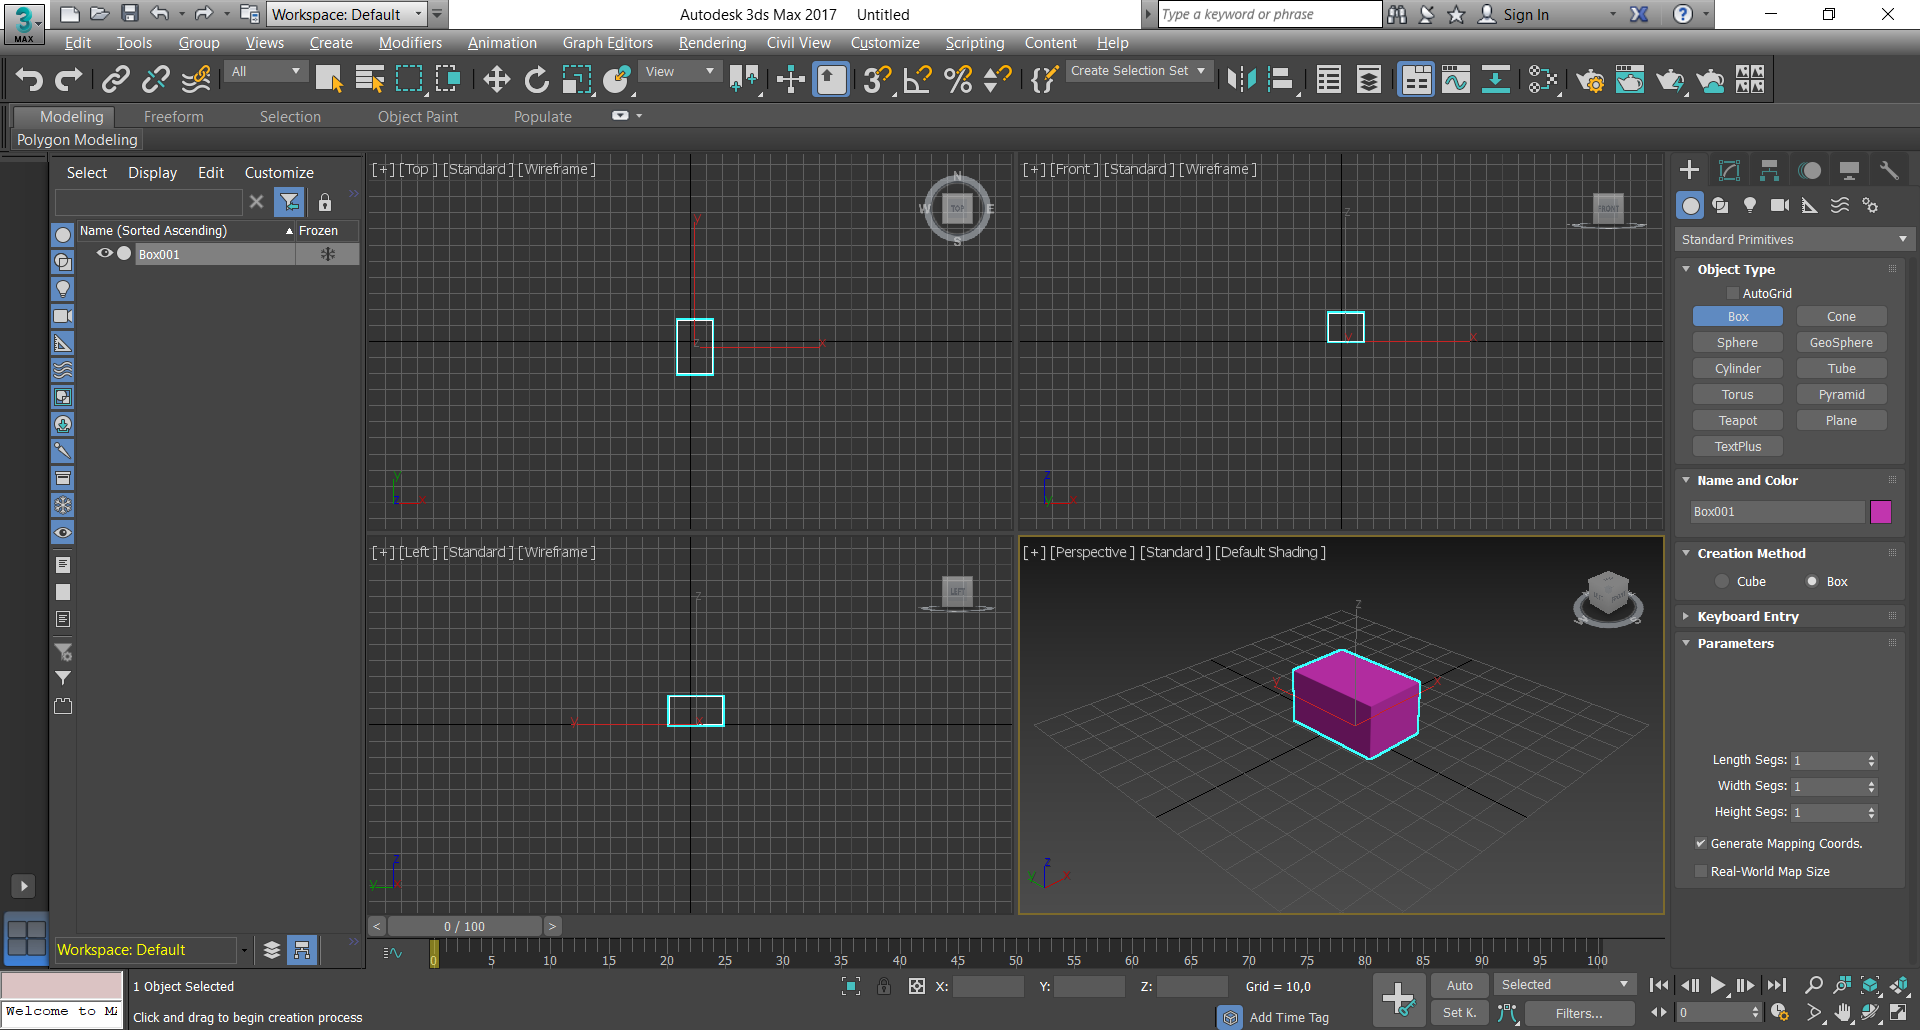 3
MAX
Workspace: Default
Autodesk 3ds Max 2017 Untitled
Type a keyword or phrase
Sign In
Edit Tools Group Views Create Modifiers Animation Graph Editors Rendering Civil View Customize Scripting Content Help
All
View
3
Create Selection Set
Modeling Freeform Selection Object Paint Populate
Polygon Modeling
Select Display Edit Customize
Name (Sorted Ascending) Frozen
Box001
[+] [Top ] [Standard ] [Wireframe ]
N
W TOP E
S
y
z x
y
z x
[+] [Front ] [Standard ] [Wireframe ]
FRONT
z
y x
z
y x
[+] [Left ] [Standard ] [Wireframe ]
LEFT
z
y x
z
y x
[+] [Perspective ] [Standard ] [Default Shading ]
z
y x
z
y x
Standard Primitives
Object Type
AutoGrid
Box Cone
Sphere GeoSphere
Cylinder Tube
Torus Pyramid
Teapot Plane
TextPlus
Name and Color
Box001
Creation Method
Cube Box
Keyboard Entry
Parameters
Length Segs: 1
Width Segs: 1
Height Segs: 1
Generate Mapping Coords.
Real-World Map Size
< 0 / 100 >
Workspace: Default
0 5 10 15 20 25 30 35 40 45 50 55 60 65 70 75 80 85 90 95 100
1 Object Selected
X: Y: Z: Grid = 10,0
Auto Selected
Welcome to
Click and drag to begin creation process
Add Time Tag
Set K. Filters...
0